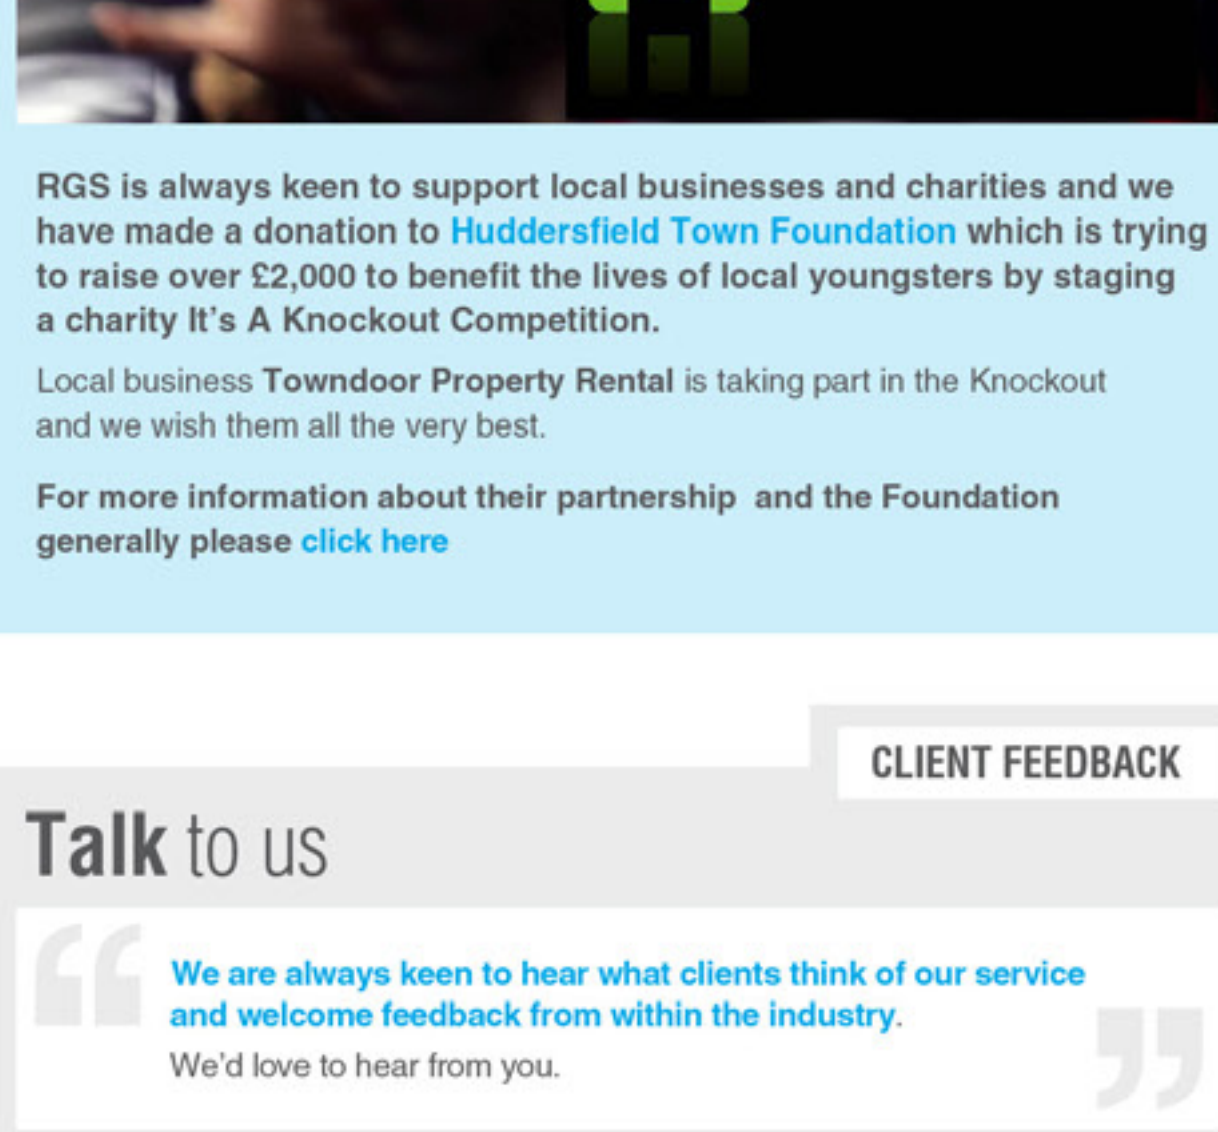 RGS is always keen to support local businesses and charities and we
have made a donation to Huddersfield Town Foundation which is trying
to raise over £2,000 to benefit the lives of local youngsters by staging
a charity It's A Knockout Competition.
Local business Towndoor Property Rental is taking part in the Knockout
and we wish them all the very best.
For more information about their partnership  and the Foundation
generally please click here
CLIENT FEEDBACK
Talk to us
“
We are always keen to hear what clients think of our service
and welcome feedback from within the industry.
We'd love to hear from you.
”